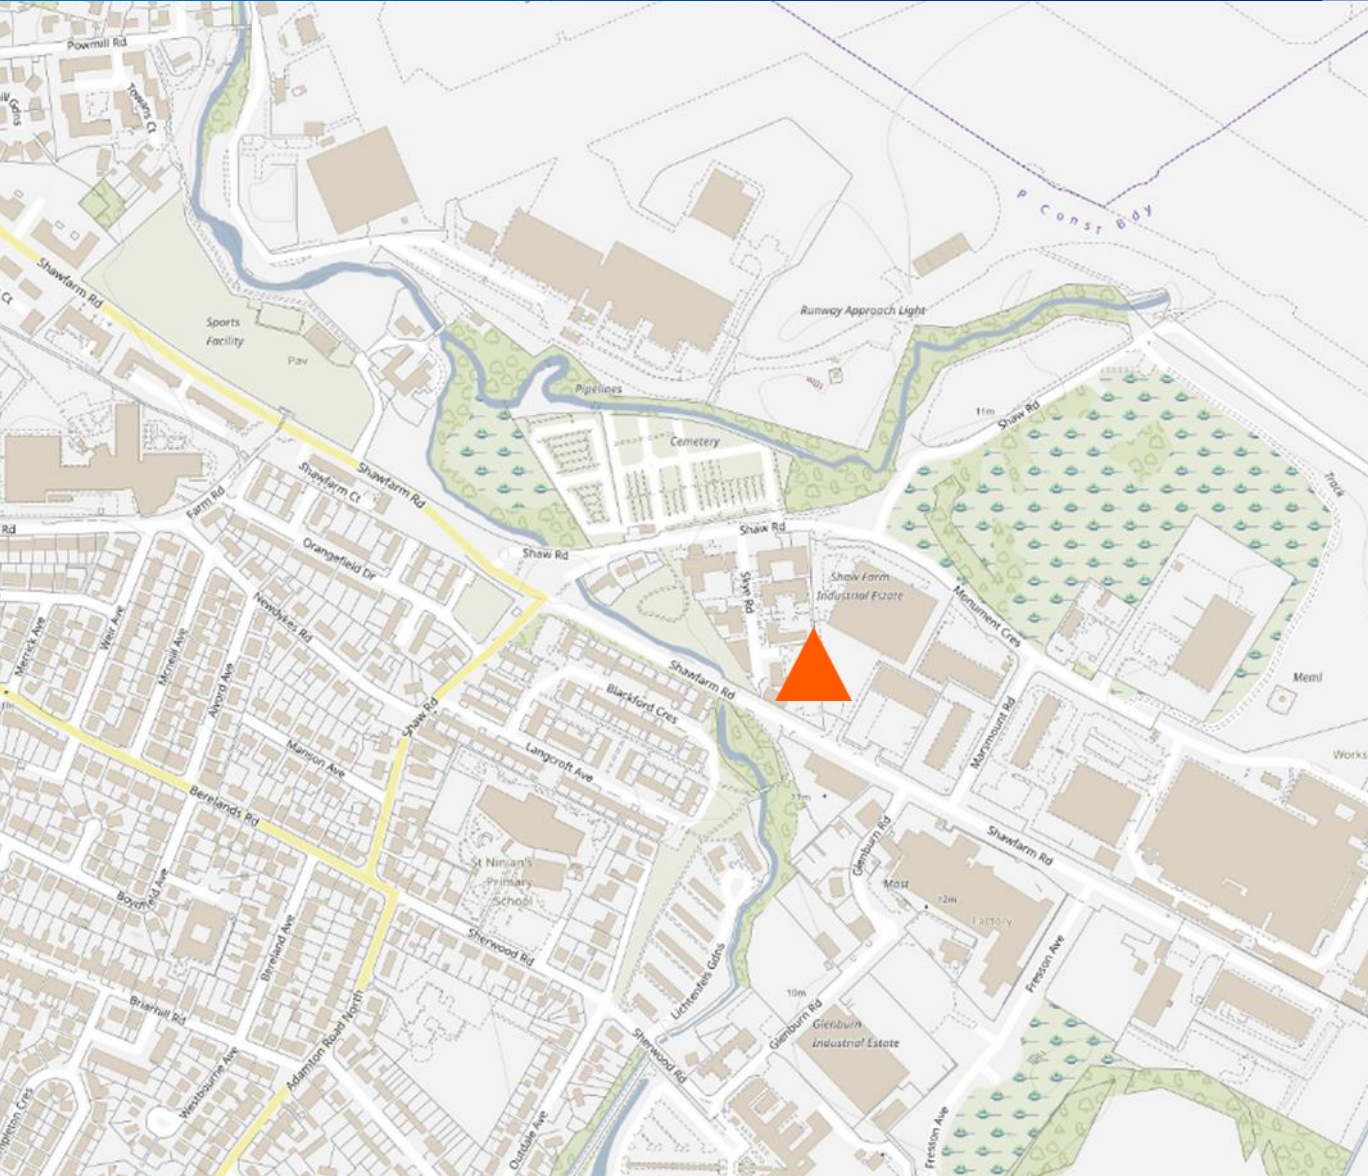 Powmill Rd
Towans Ct
Gdns
Shawfarm Rd
Ct
Sports
Facility
Pav
P Const Bdy
Runway Approach Light
10m
Pipelines
Cemetery
11m
Shaw Rd
Track
Shawfarm Ct
Shawfarm Rd
Farm Rd
Rd
Shaw Rd
Shaw Rd
Orangefield Dr
Skye Rd
Shaw Farm
Industrial Estate
Newdykes Rd
Monument Cres
Weir Ave
Merrick Ave
Mcneil Ave
Alvord Ave
Shawfarm Rd
Blackford Cres
Meml
Shaw Rd
Marsmount Rd
Manson Ave
Langcroft Ave
Works
Berelands Rd
11m
Glenburn Rd
Shawfarm Rd
St Ninian's
Primary
School
Mast
12m
Factory
Boydfield Ave
Bereland Ave
Sherwood Rd
Fresson Ave
Lichtenfels Gdns
Briarhill Rd
10m
Glenburn Rd
Glenburn
Industrial Estate
Adamton Road North
Sherwood Rd
Westbourne Ave
Outdale Ave
Fresson Ave